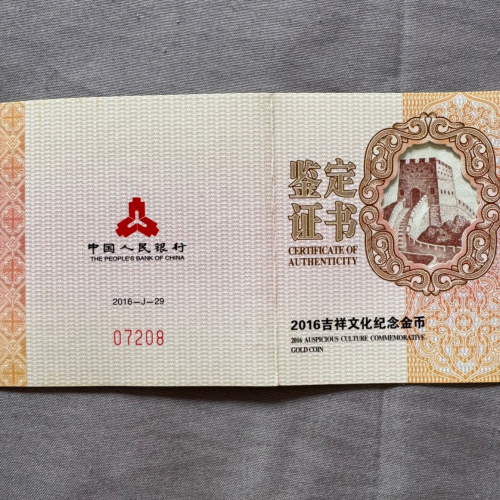 中国人民银行
THE PEOPLE'S BANK OF CHINA
2016-J-29
07208
鉴定
证书
CERTIFICATE OF
AUTHENTICITY
2016吉祥文化纪念金币
2016 AUSPICIOUS CULTURE COMMEMORATIVE
GOLD COIN